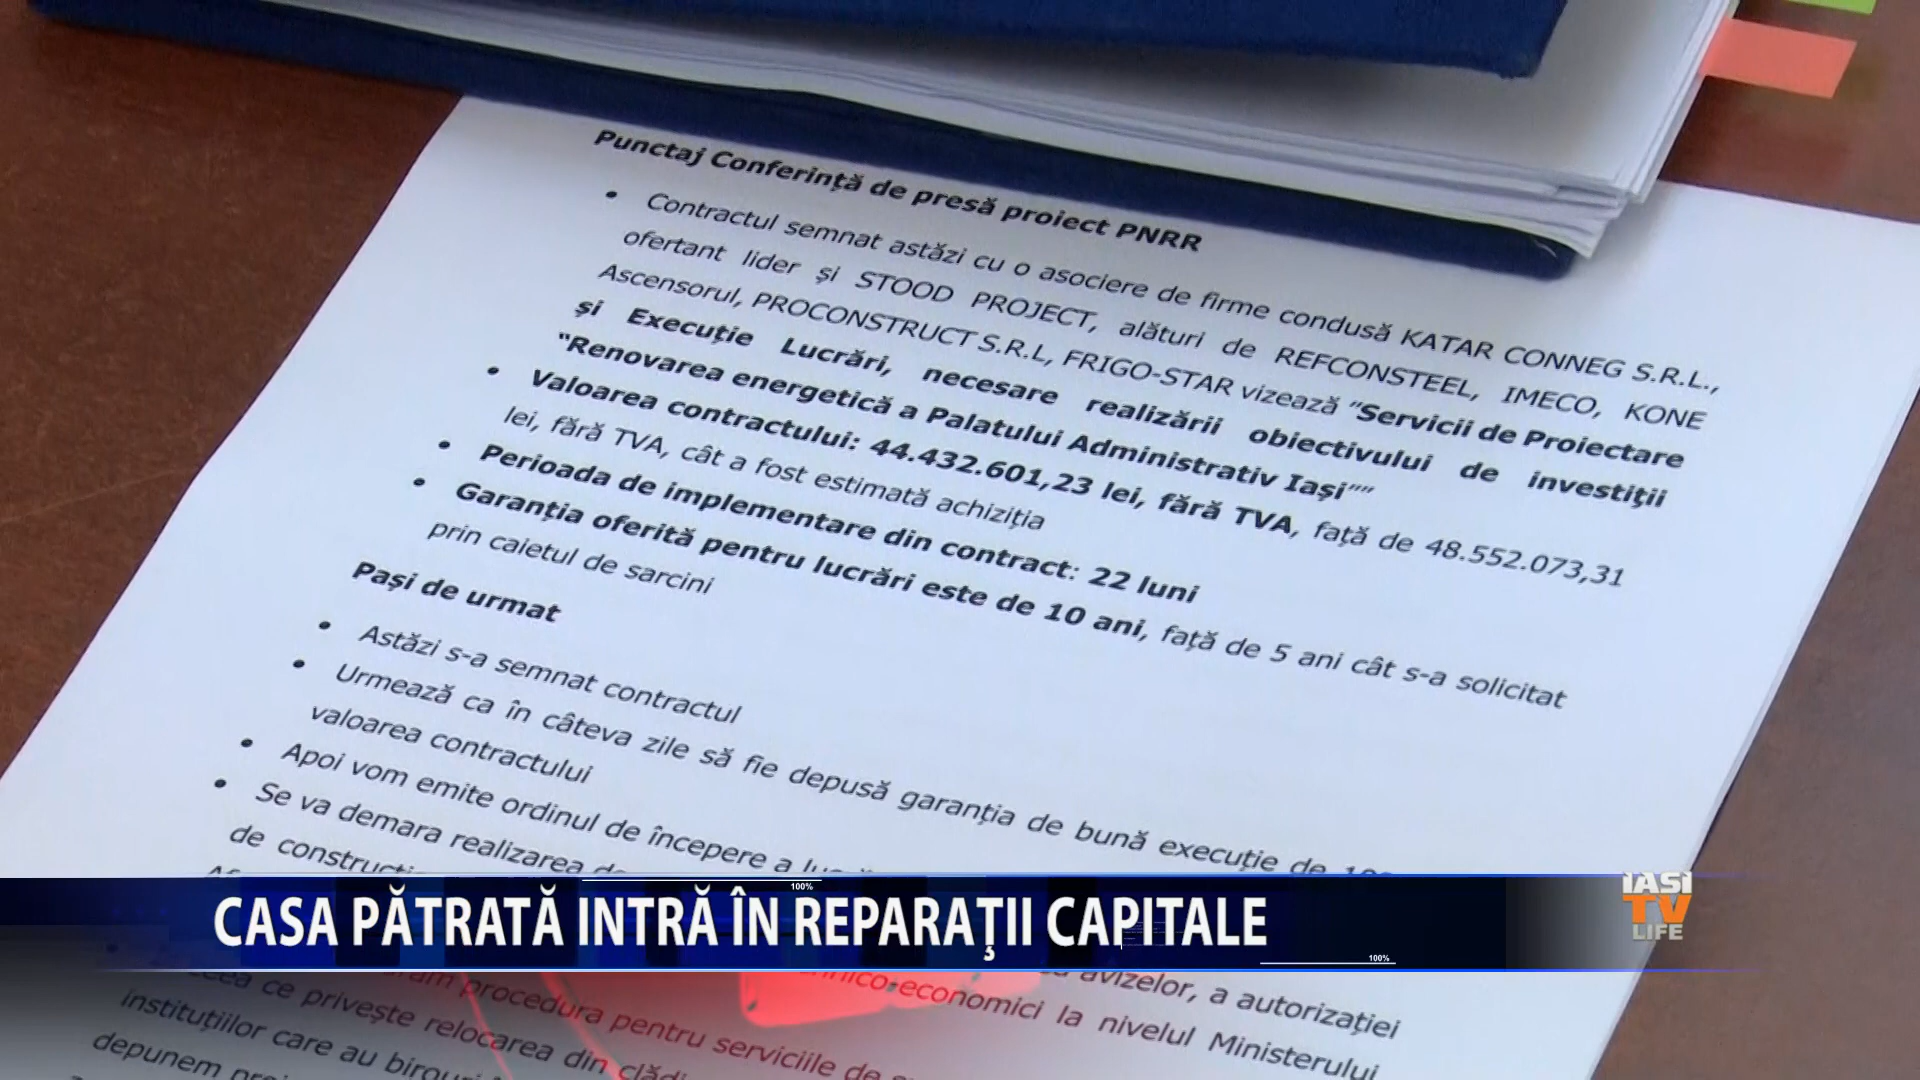 Punctaj Conferință de presă proiect PNRR
• Contractul semnat astăzi cu o asociere de firme condusă KATAR CONNEG S.R.L.,
ofertant lider și STOOD PROJECT, alături de REFCONSTEEL, IMECO, KONE
Ascensorul, PROCONSTRUCT S.R.L, FRIGO-STAR vizează "Servicii de Proiectare
și Execuție Lucrări, necesare realizării obiectivului de investiții
"Renovarea energetică a Palatului Administrativ Iași""
• Valoarea contractului: 44.432.601,23 lei, fără TVA, față de 48.552.073,31
lei, fără TVA, cât a fost estimată achiziția
• Perioada de implementare din contract: 22 luni
• Garanția oferită pentru lucrări este de 10 ani, față de 5 ani cât s-a solicitat
prin caietul de sarcini
Pași de urmat
• Astăzi s-a semnat contractul
• Urmează ca în câteva zile să fie depusă garanția de bună execuție de
valoarea contractului
• Apoi vom emite ordinul de începere a
• Se va demara realizarea
de
100%
CASA PĂTRATĂ INTRĂ ÎN REPARAȚII CAPITALE
100%
IASI
TV
LIFE
avizelor, a autorizației
procedura pentru serviciile de
la nivelul Ministerului
ce privește relocarea din
instituțiilor care au
depunem